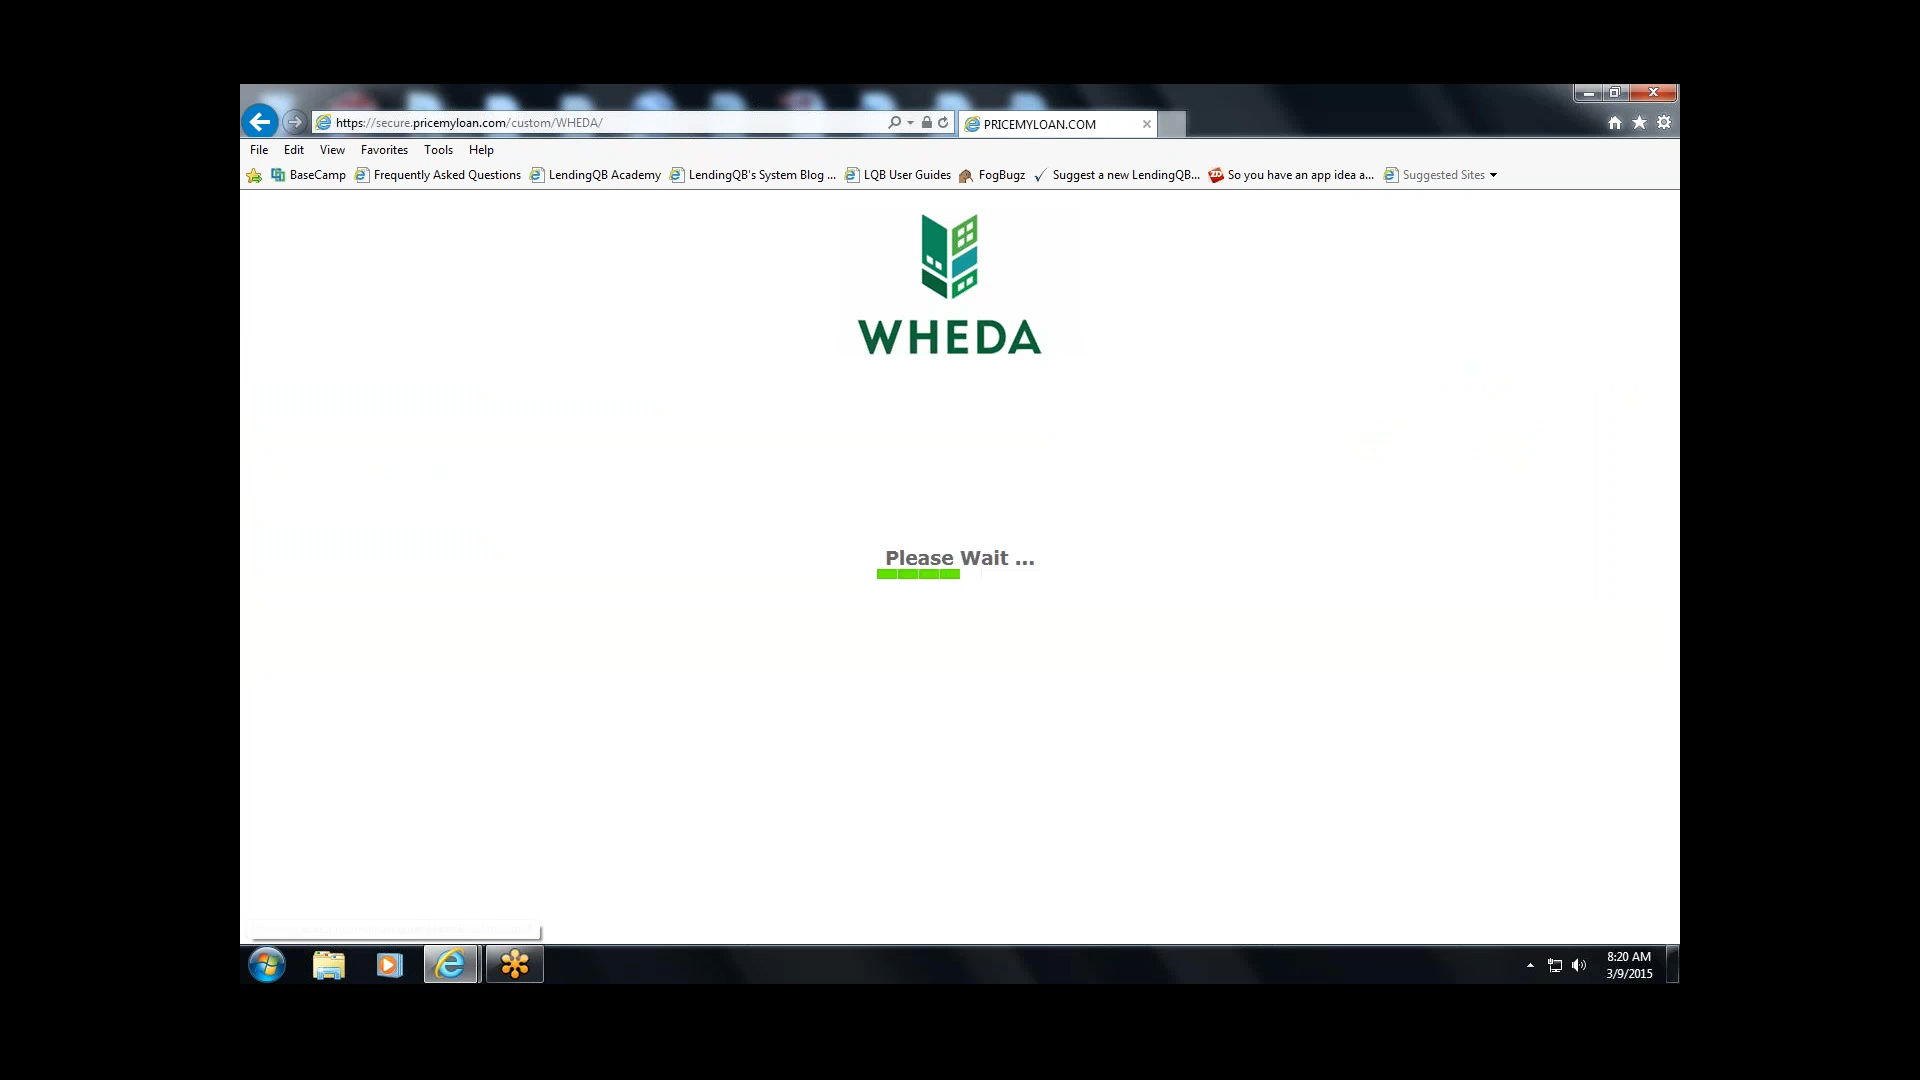 https://secure.pricemyloan.com/custom/WHEDA/
PRICEMYLOAN.COM
File Edit View Favorites Tools Help
BaseCamp Frequently Asked Questions LendingQB Academy LendingQB's System Blog ... LQB User Guides FogBugz Suggest a new LendingQB... So you have an app idea a... Suggested Sites
WHEDA
Please Wait ...
8:20 AM
3/9/2015